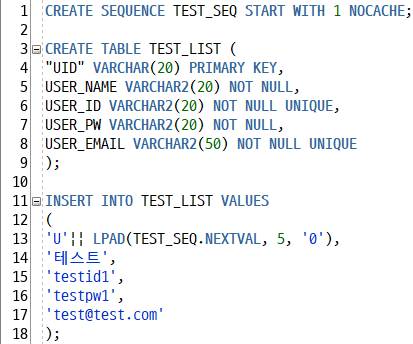 1 CREATE SEQUENCE TEST_SEQ START WITH 1 NOCACHE;
2
3 CREATE TABLE TEST_LIST (
4 "UID" VARCHAR(20) PRIMARY KEY,
5 USER_NAME VARCHAR2(20) NOT NULL,
6 USER_ID VARCHAR2(20) NOT NULL UNIQUE,
7 USER_PW VARCHAR2(20) NOT NULL,
8 USER_EMAIL VARCHAR2(50) NOT NULL UNIQUE
9 );
10
11 INSERT INTO TEST_LIST VALUES
12 (
13 'U'|| LPAD(TEST_SEQ.NEXTVAL, 5, '0'),
14 '테스트',
15 'testid1',
16 'testpw1',
17 'test@test.com'
18 );